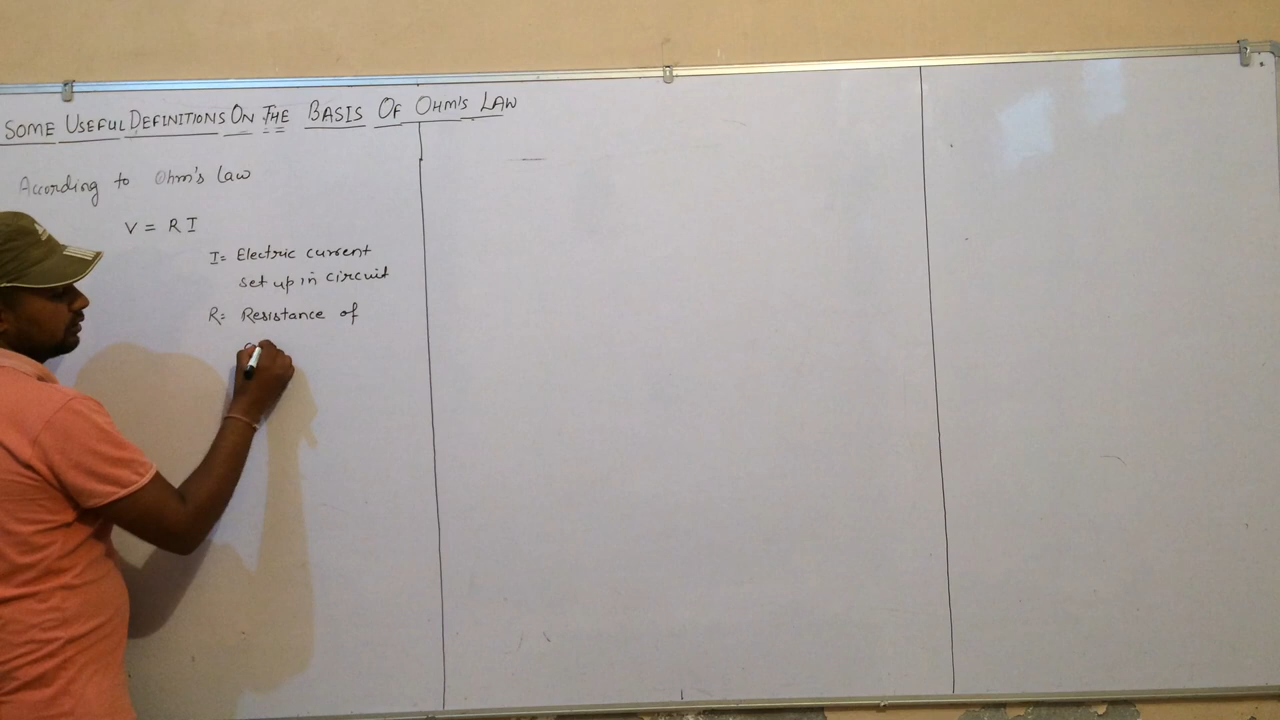 SOME USEFUL DEFINITIONS ON THE BASIS OF OHM'S LAW
According to Ohm's Law
V = R I
I= Electric current
set up in circuit
R= Resistance of